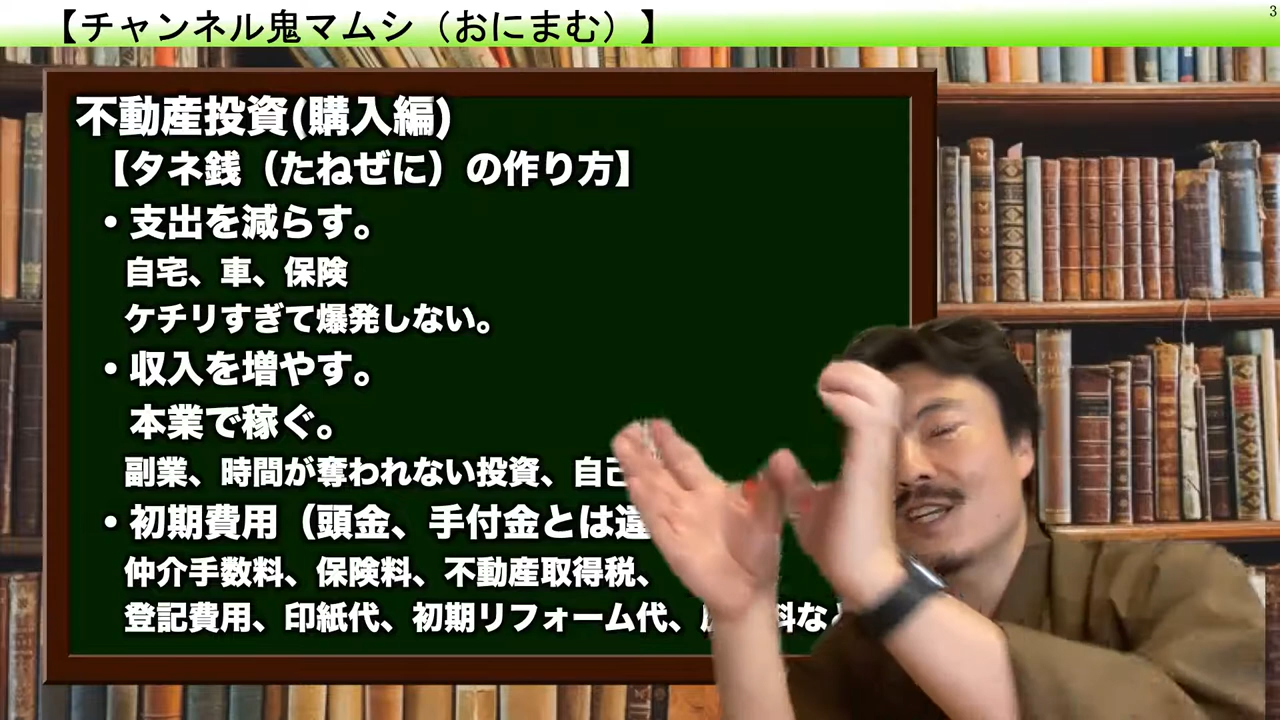 【チャンネル鬼マムシ（おにまむ）】
3
不動産投資(購入編)
【タネ銭（たねぜに）の作り方】
・支出を減らす。
自宅、車、保険
ケチリすぎて爆発しない。
・収入を増やす。
本業で稼ぐ。
副業、時間が奪われない投資、自己
・初期費用（頭金、手付金とは違
仲介手数料、保険料、不動産取得税、
登記費用、印紙代、初期リフォーム代、料など